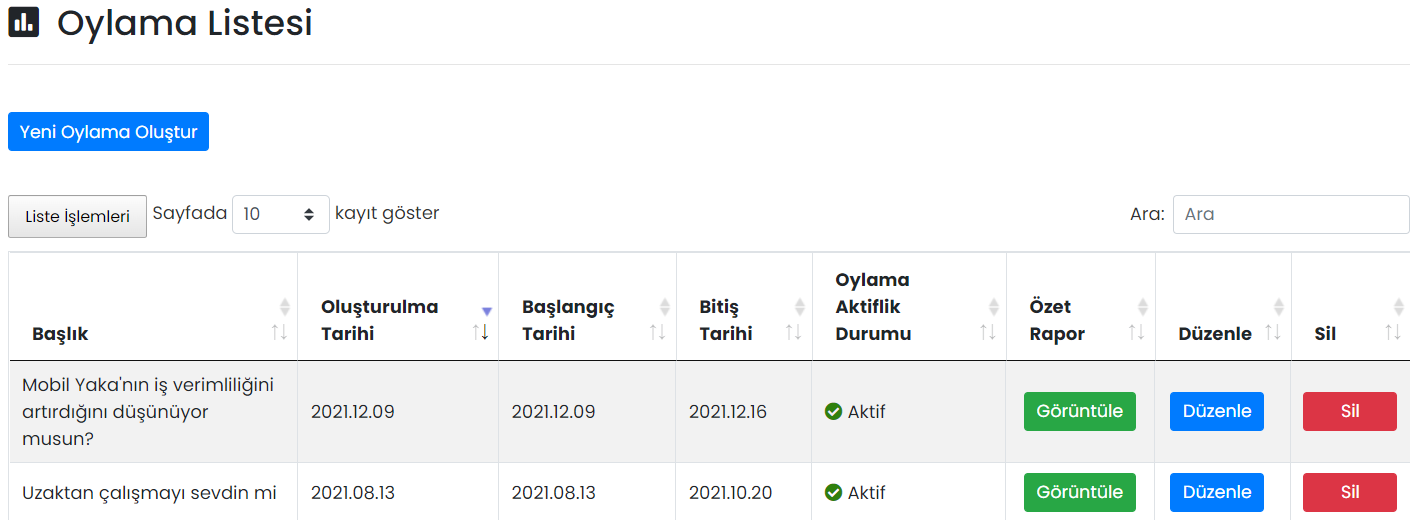 Oylama Listesi
Yeni Oylama Oluştur
Liste İşlemleri Sayfada 10 kayıt göster Ara: Ara
Başlık Oluşturulma Tarihi Başlangıç Tarihi Bitiş Tarihi Oylama Aktiflik Durumu Özet Rapor Düzenle Sil
Mobil Yaka'nın iş verimliliğini
artırdığını düşünüyor
musun?
2021.12.09 2021.12.09 2021.12.16 Aktif Görüntüle Düzenle Sil
Uzaktan çalışmayı sevdin mi 2021.08.13 2021.08.13 2021.10.20 Aktif Görüntüle Düzenle Sil